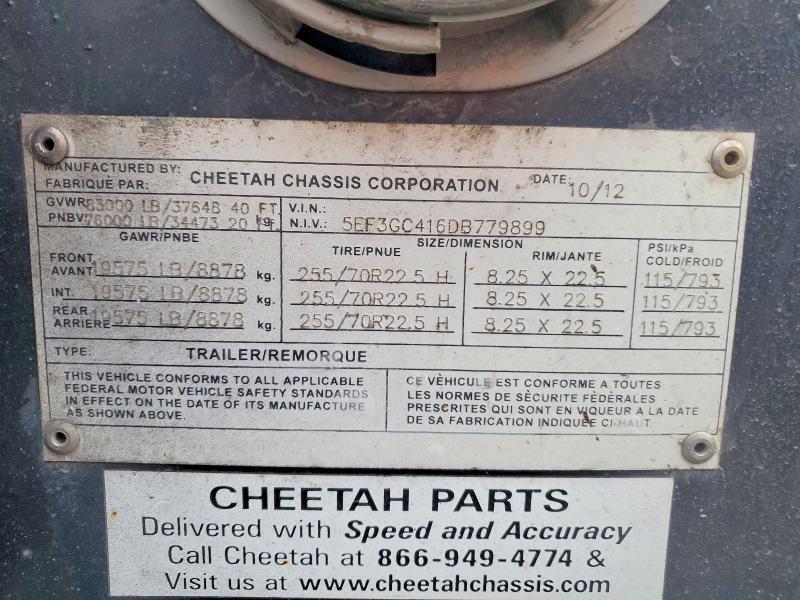 MANUFACTURED BY: CHEETAH CHASSIS CORPORATION DATE: 10/12
FABRIQUE PAR:
GVWR 83000 LB/37648 40 FT. V.I.N.:
PNBV 76000 LB/34473 20 kg. N.I.V.: 5EF3GC416DB779899
GAWR/PNBE SIZE/DIMENSION
TIRE/PNUE RIM/JANTE PSI/kPa COLD/FROID
FRONT AVANT 19575 LB/8878 kg. 255/70R22.5 H 8.25 X 22.5 115/793
INT. 19575 LB/8878 kg. 255/70R22.5 H 8.25 X 22.5 115/793
REAR ARRIERE 19575 LB/8878 kg. 255/70R22.5 H 8.25 X 22.5 115/793
TYPE: TRAILER/REMORQUE
THIS VEHICLE CONFORMS TO ALL APPLICABLE
FEDERAL MOTOR VEHICLE SAFETY STANDARDS
IN EFFECT ON THE DATE OF ITS MANUFACTURE
AS SHOWN ABOVE.
CE VÈHICULE EST CONFORME A TOUTES
LES NORMES DE SÈCURITE FÈDÈRALES
PRESCRITES QUI SONT EN VIQUEUR A LA DATE
DE SA FABRICATION INDIQUÈE CI-HAUT.
CHEETAH PARTS
Delivered with Speed and Accuracy
Call Cheetah at 866-949-4774 &
Visit us at www.cheetahchassis.com